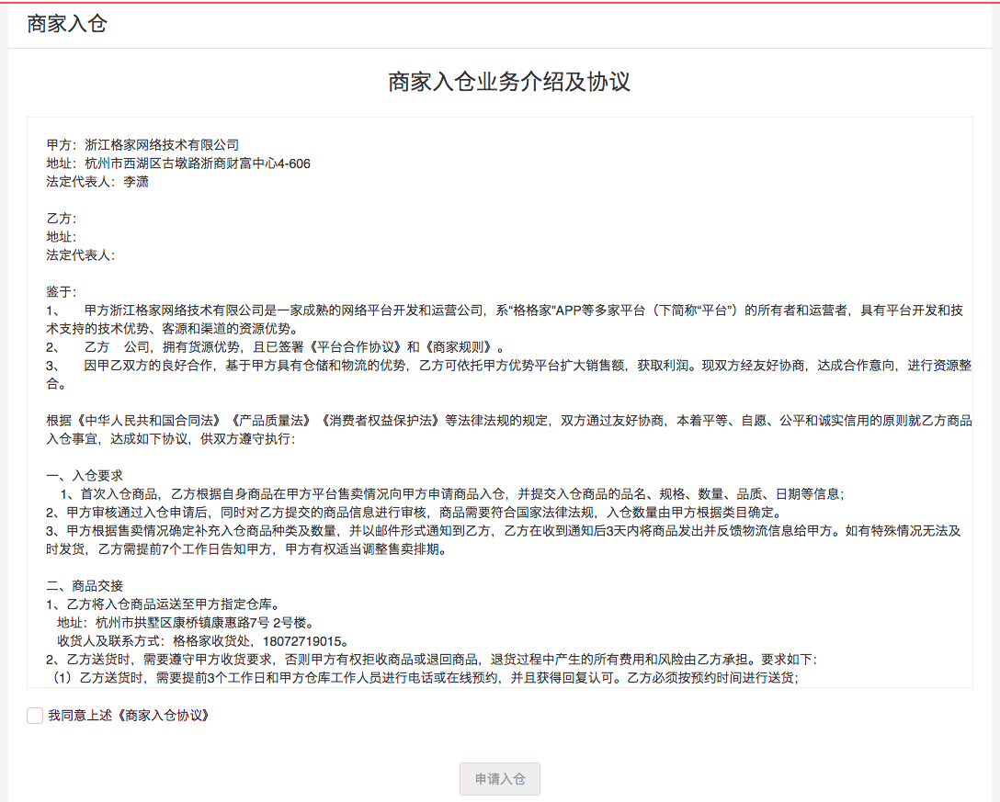 商家入仓
商家入仓业务介绍及协议
甲方：浙江格家网络技术有限公司
地址：杭州市西湖区古墩路浙商财富中心4-606
法定代表人：李潇
乙方：
地址：
法定代表人：
鉴于：
1、 甲方浙江格家网络技术有限公司是一家成熟的网络平台开发和运营公司，系“格格家”APP等多家平台（下简称“平台”）的所有者和运营者，具有平台开发和技
术支持的技术优势、客源和渠道的资源优势。
2、 乙方 公司，拥有货源优势，且已签署《平台合作协议》和《商家规则》。
3、 因甲乙双方的良好合作，基于甲方具有仓储和物流的优势，乙方可依托甲方优势平台扩大销售额，获取利润。现双方经友好协商，达成合作意向，进行资源整
合。
根据《中华人民共和国合同法》《产品质量法》《消费者权益保护法》等法律法规的规定，双方通过友好协商，本着平等、自愿、公平和诚实信用的原则就乙方商品
入仓事宜，达成如下协议，供双方遵守执行：
一、入仓要求
1、首次入仓商品，乙方根据自身商品在甲方平台售卖情况向甲方申请商品入仓，并提交入仓商品的品名、规格、数量、品质、日期等信息；
2、甲方审核通过入仓申请后，同时对乙方提交的商品信息进行审核，商品需要符合国家法律法规，入仓数量由甲方根据类目确定。
3、甲方根据售卖情况确定补充入仓商品种类及数量，并以邮件形式通知到乙方，乙方在收到通知后3天内将商品发出并反馈物流信息给甲方。如有特殊情况无法及
时发货，乙方需提前7个工作日告知甲方，甲方有权适当调整售卖排期。
二、商品交接
1、乙方将入仓商品运送至甲方指定仓库。
地址：杭州市拱墅区康桥镇康惠路7号 2号楼。
收货人及联系方式：格格家收货处，18072719015。
2、乙方送货时，需要遵守甲方收货要求，否则甲方有权拒收商品或退回商品，退货过程中产生的所有费用和风险由乙方承担。要求如下：
（1）乙方送货时，需要提前3个工作日和甲方仓库工作人员进行电话或在线预约，并且获得回复认可。乙方必须按预约时间进行送货；
我同意上述《商家入仓协议》
申请入仓